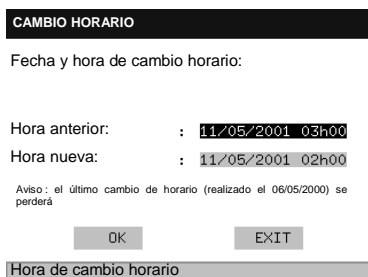 CAMBIO HORARIO
Fecha y hora de cambio horario:
Hora anterior: : 11/05/2001 03h00
Hora nueva: : 11/05/2001 02h00
Aviso : el último cambio de horario (realizado el 06/05/2000) se
perderá
OK EXIT
Hora de cambio horario